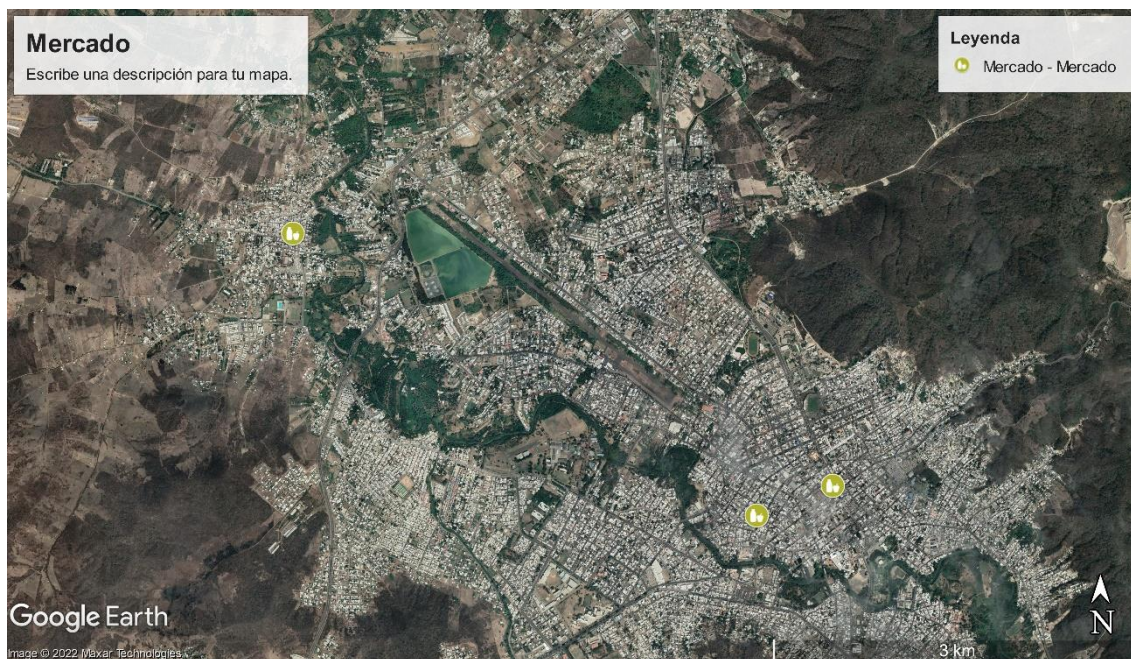 Mercado
Escribe una descripción para tu mapa.
Leyenda
Mercado - Mercado
Google Earth
N
Image © 2022 Maxar Technologies
3 km